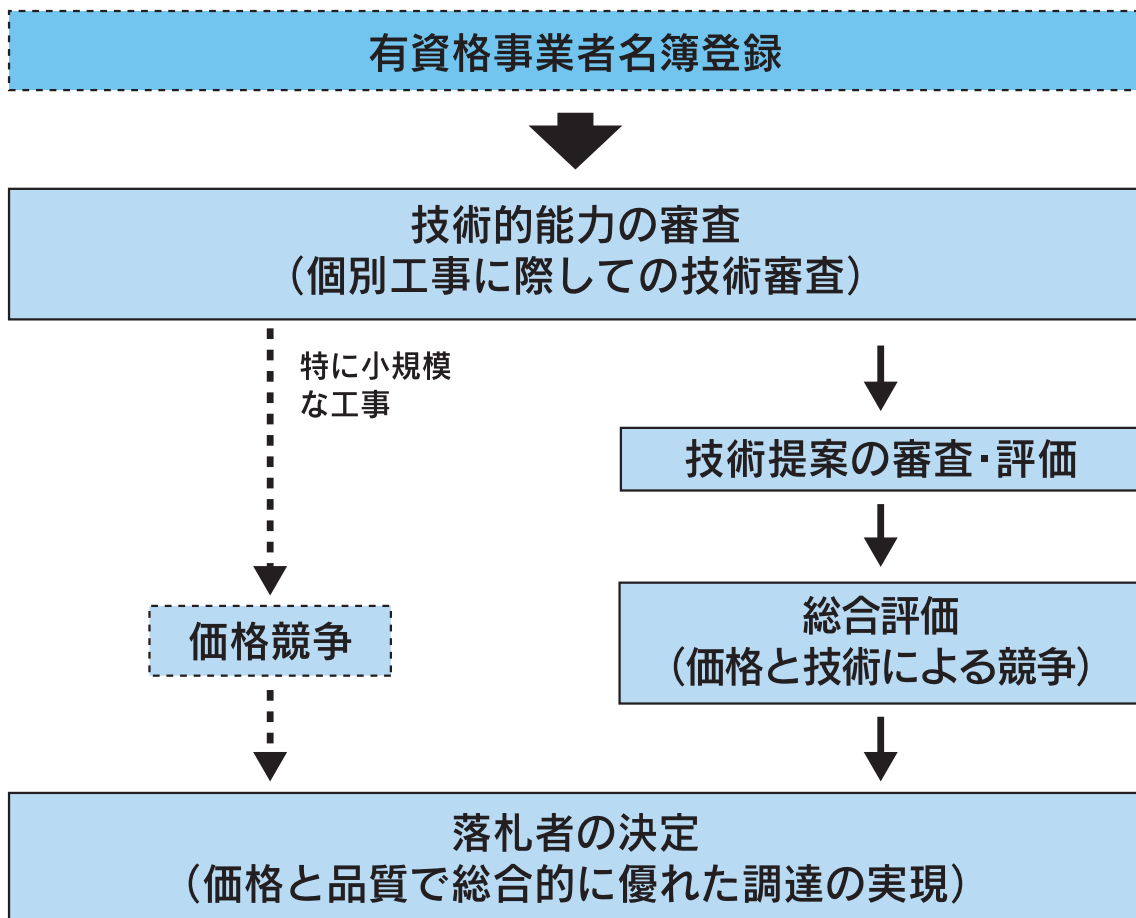 有資格事業者名簿登録
技術的能力の審査
（個別工事に際しての技術審査）
特に小規模
な工事
技術提案の審査・評価
価格競争
総合評価
（価格と技術による競争）
落札者の決定
（価格と品質で総合的に優れた調達の実現）